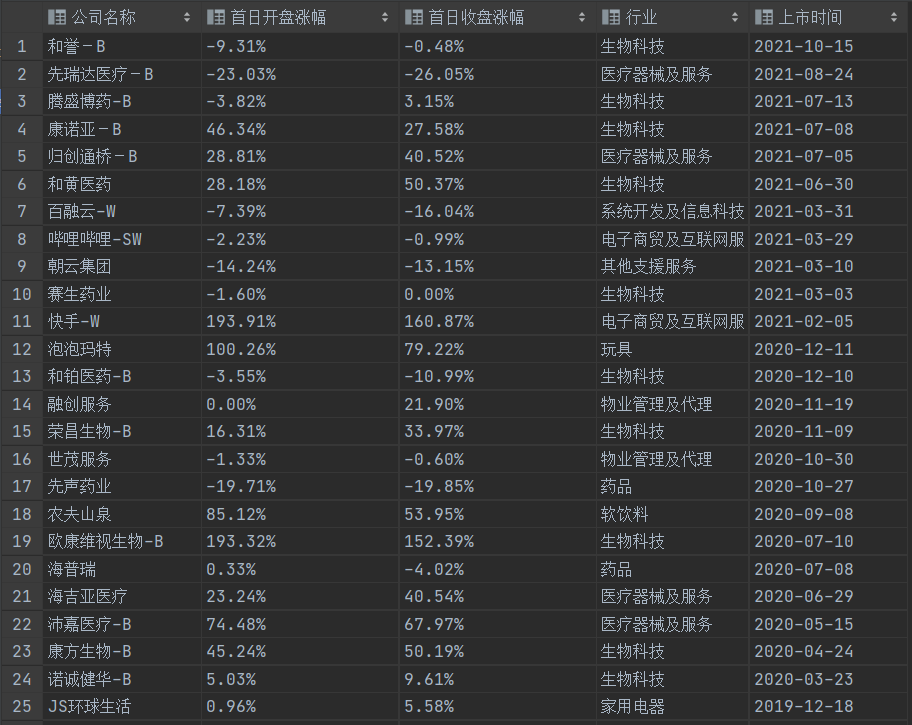 公司名称 首日开盘涨幅 首日收盘涨幅 行业 上市时间
1 和誉－B -9.31% -0.48% 生物科技 2021-10-15
2 先瑞达医疗－B -23.03% -26.05% 医疗器械及服务 2021-08-24
3 腾盛博药-B -3.82% 3.15% 生物科技 2021-07-13
4 康诺亚－B 46.34% 27.58% 生物科技 2021-07-08
5 归创通桥－B 28.81% 40.52% 医疗器械及服务 2021-07-05
6 和黄医药 28.18% 50.37% 生物科技 2021-06-30
7 百融云-W -7.39% -16.04% 系统开发及信息科技 2021-03-31
8 哔哩哔哩-SW -2.23% -0.99% 电子商贸及互联网服 2021-03-29
9 朝云集团 -14.24% -13.15% 其他支援服务 2021-03-10
10 赛生药业 -1.60% 0.00% 生物科技 2021-03-03
11 快手-W 193.91% 160.87% 电子商贸及互联网服 2021-02-05
12 泡泡玛特 100.26% 79.22% 玩具 2020-12-11
13 和铂医药-B -3.55% -10.99% 生物科技 2020-12-10
14 融创服务 0.00% 21.90% 物业管理及代理 2020-11-19
15 荣昌生物-B 16.31% 33.97% 生物科技 2020-11-09
16 世茂服务 -1.33% -0.60% 物业管理及代理 2020-10-30
17 先声药业 -19.71% -19.85% 药品 2020-10-27
18 农夫山泉 85.12% 53.95% 软饮料 2020-09-08
19 欧康维视生物-B 193.32% 152.39% 生物科技 2020-07-10
20 海普瑞 0.33% -4.02% 药品 2020-07-08
21 海吉亚医疗 23.24% 40.54% 医疗器械及服务 2020-06-29
22 沛嘉医疗-B 74.48% 67.97% 医疗器械及服务 2020-05-15
23 康方生物-B 45.24% 50.19% 生物科技 2020-04-24
24 诺诚健华-B 5.03% 9.61% 生物科技 2020-03-23
25 JS环球生活 0.96% 5.58% 家用电器 2019-12-18